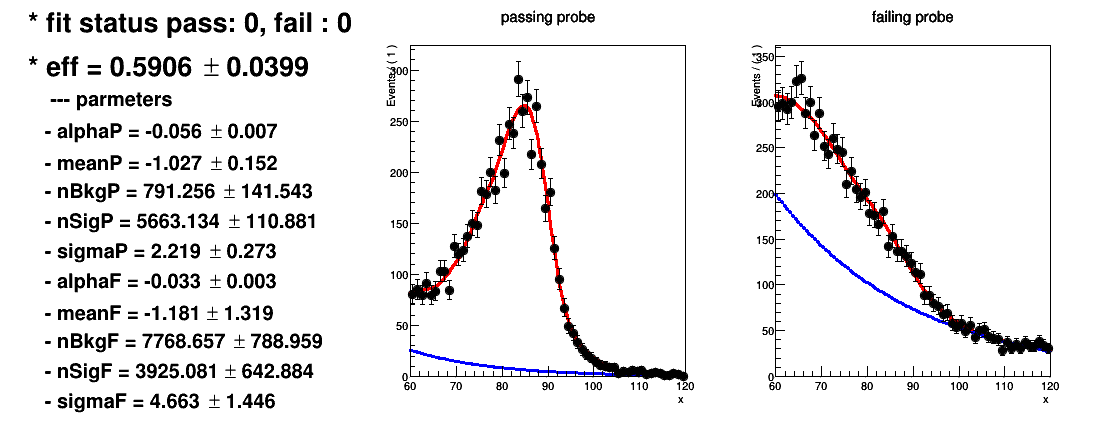 * fit status pass: 0, fail : 0
* eff = 0.5906 ± 0.0399
--- parmeters
- alphaP = -0.056 ± 0.007
- meanP = -1.027 ± 0.152
- nBkgP = 791.256 ± 141.543
- nSigP = 5663.134 ± 110.881
- sigmaP = 2.219 ± 0.273
- alphaF = -0.033 ± 0.003
- meanF = -1.181 ± 1.319
- nBkgF = 7768.657 ± 788.959
- nSigF = 3925.081 ± 642.884
- sigmaF = 4.663 ± 1.446
passing probe
Events / ( 1 )
300
250
200
150
100
50
0
60 70 80 90 100 110 120
x
failing probe
Events / ( 1 )
350
300
250
200
150
100
50
0
60 70 80 90 100 110 120
x